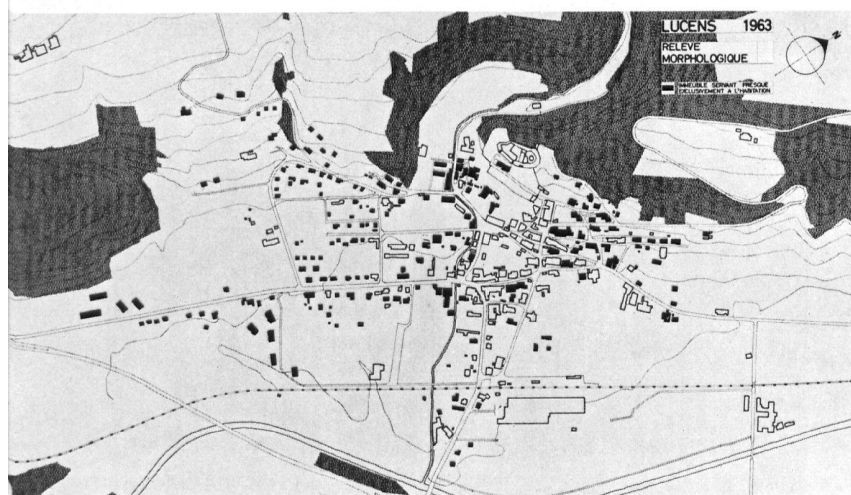 LUCENS 1963
RELEVE
MORPHOLOGIQUE
N
IMMEUBLE SERVANT PRESQUE
EXCLUSIVEMENT A L'HABITATION